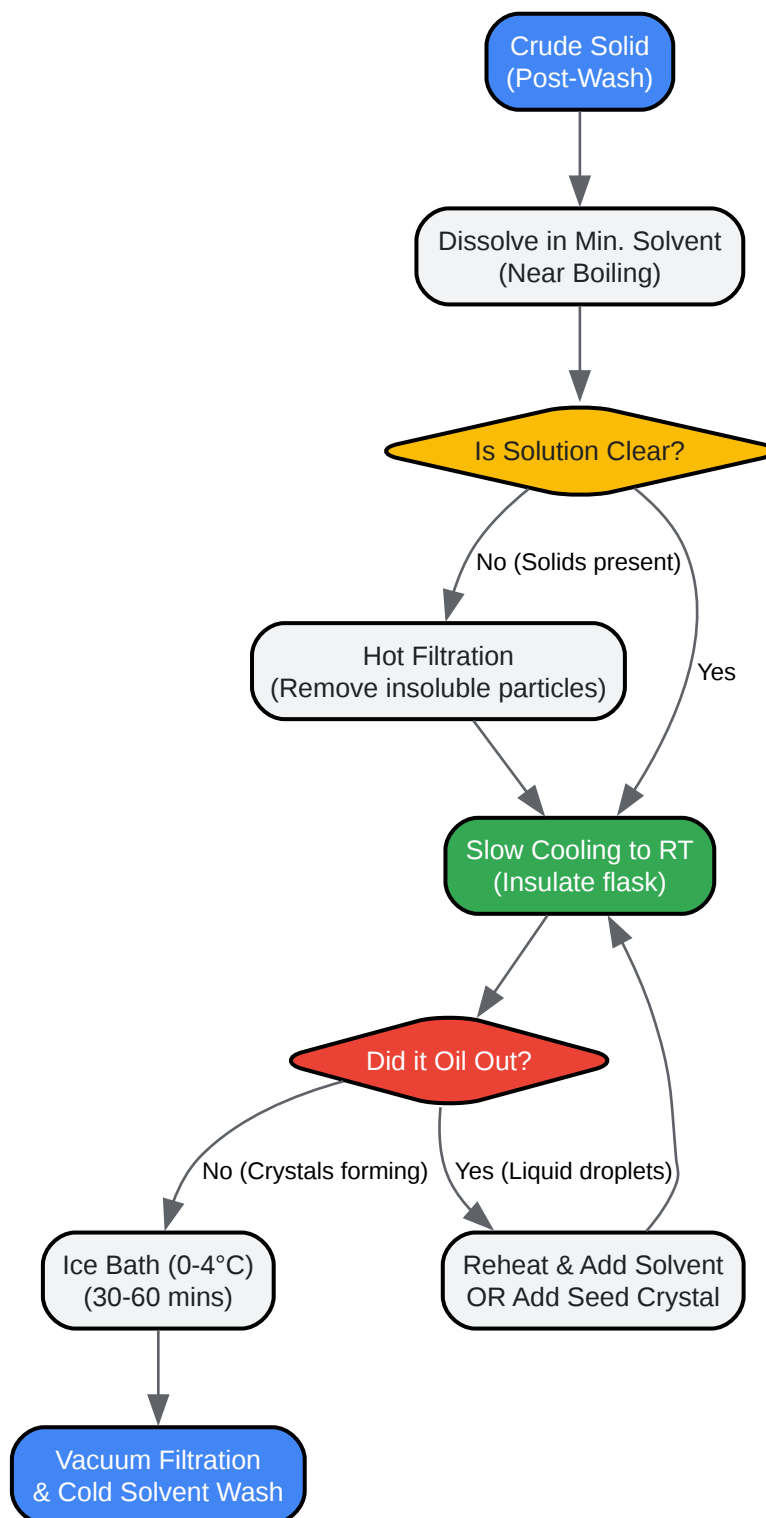 Crude Solid
(Post-Wash)
Dissolve in Min. Solvent
(Near Boiling)
Is Solution Clear?
No (Solids present)
Hot Filtration
(Remove insoluble particles)
Yes
Slow Cooling to RT
(Insulate flask)
Did it Oil Out?
No (Crystals forming)
Yes (Liquid droplets)
Ice Bath (0-4°C)
(30-60 mins)
Reheat & Add Solvent
OR Add Seed Crystal
Vacuum Filtration
& Cold Solvent Wash